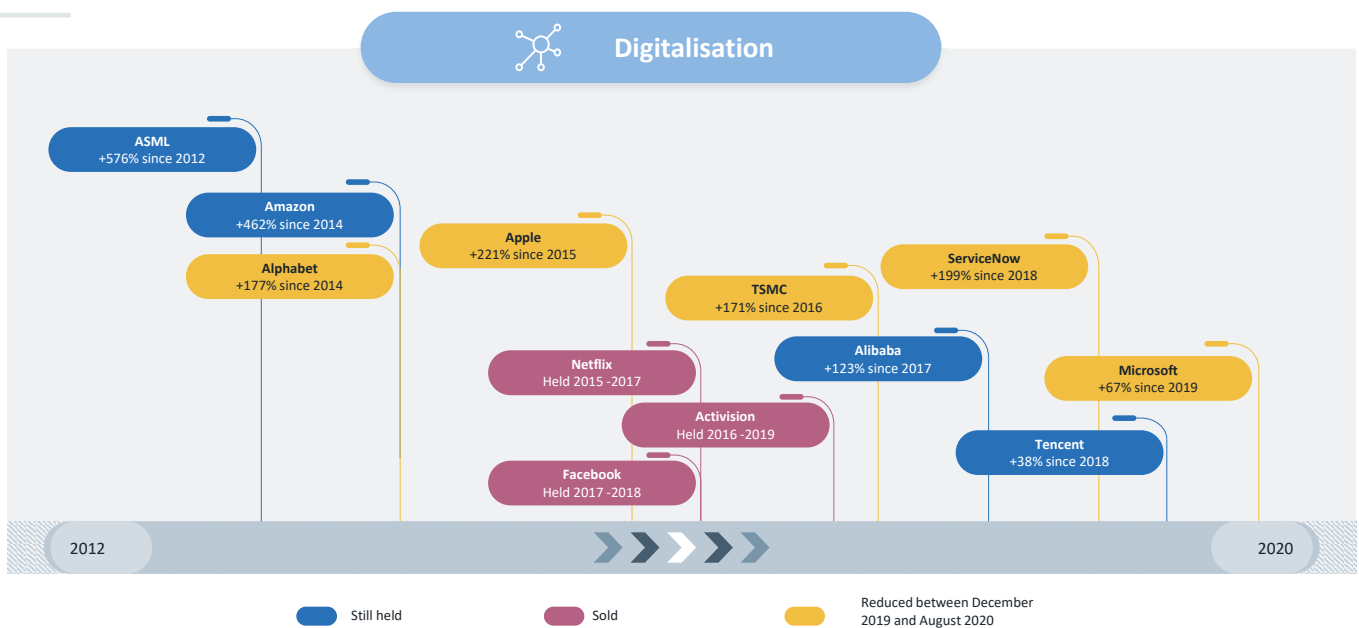 Digitalisation
ASML
+576% since 2012
Amazon
+462% since 2014
Alphabet
+177% since 2014
Apple
+221% since 2015
TSMC
+171% since 2016
ServiceNow
+199% since 2018
Netflix
Held 2015 -2017
Alibaba
+123% since 2017
Microsoft
+67% since 2019
Activision
Held 2016 -2019
Tencent
+38% since 2018
Facebook
Held 2017 -2018
2012
2020
Still held
Sold
Reduced between December
2019 and August 2020